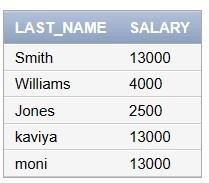 LAST_NAME SALARY
Smith 13000
Williams 4000
Jones 2500
kaviya 13000
moni 13000